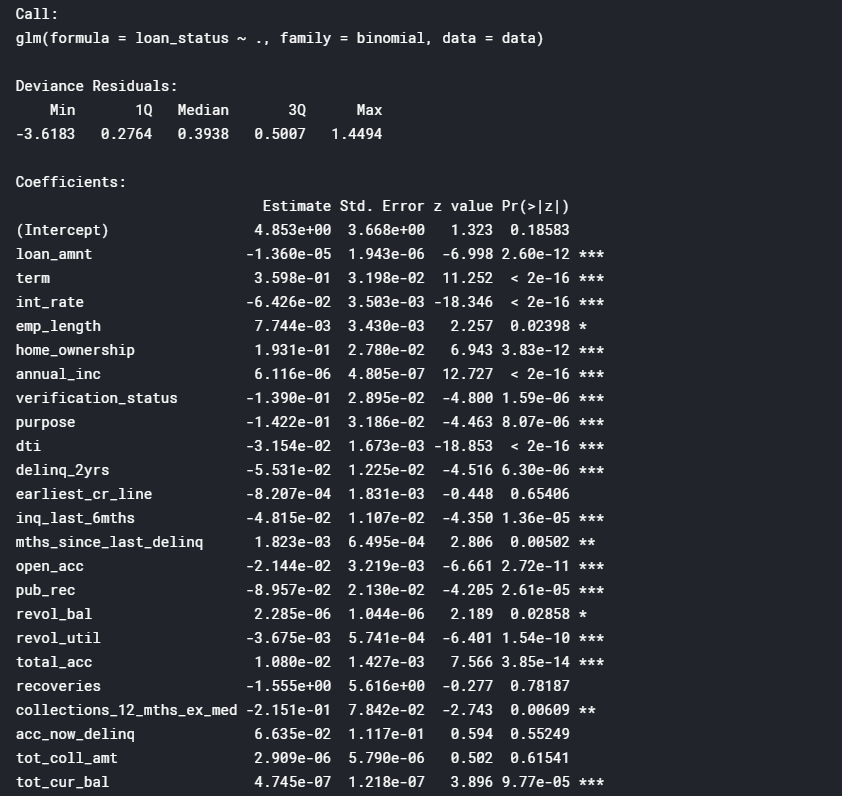 Call:
glm(formula = loan_status ~ ., family = binomial, data = data)
Deviance Residuals:
Min 1Q Median 3Q Max
-3.6183 0.2764 0.3938 0.5007 1.4494
Coefficients:
Estimate Std. Error z value Pr(>|z|)
(Intercept) 4.853e+00 3.668e+00 1.323 0.18583
loan_amnt -1.360e-05 1.943e-06 -6.998 2.60e-12 ***
term 3.598e-01 3.198e-02 11.252 < 2e-16 ***
int_rate -6.426e-02 3.503e-03 -18.346 < 2e-16 ***
emp_length 7.744e-03 3.430e-03 2.257 0.02398 *
home_ownership 1.931e-01 2.780e-02 6.943 3.83e-12 ***
annual_inc 6.116e-06 4.805e-07 12.727 < 2e-16 ***
verification_status -1.390e-01 2.895e-02 -4.800 1.59e-06 ***
purpose -1.422e-01 3.186e-02 -4.463 8.07e-06 ***
dti -3.154e-02 1.673e-03 -18.853 < 2e-16 ***
delinq_2yrs -5.531e-02 1.225e-02 -4.516 6.30e-06 ***
earliest_cr_line -8.207e-04 1.831e-03 -0.448 0.65406
inq_last_6mths -4.815e-02 1.107e-02 -4.350 1.36e-05 ***
mths_since_last_delinq 1.823e-03 6.495e-04 2.806 0.00502 **
open_acc -2.144e-02 3.219e-03 -6.661 2.72e-11 ***
pub_rec -8.957e-02 2.130e-02 -4.205 2.61e-05 ***
revol_bal 2.285e-06 1.044e-06 2.189 0.02858 *
revol_util -3.675e-03 5.741e-04 -6.401 1.54e-10 ***
total_acc 1.080e-02 1.427e-03 7.566 3.85e-14 ***
recoveries -1.555e+00 5.616e+00 -0.277 0.78187
collections_12_mths_ex_med -2.151e-01 7.842e-02 -2.743 0.00609 **
acc_now_delinq 6.635e-02 1.117e-01 0.594 0.55249
tot_coll_amt 2.909e-06 5.790e-06 0.502 0.61541
tot_cur_bal 4.745e-07 1.218e-07 3.896 9.77e-05 ***